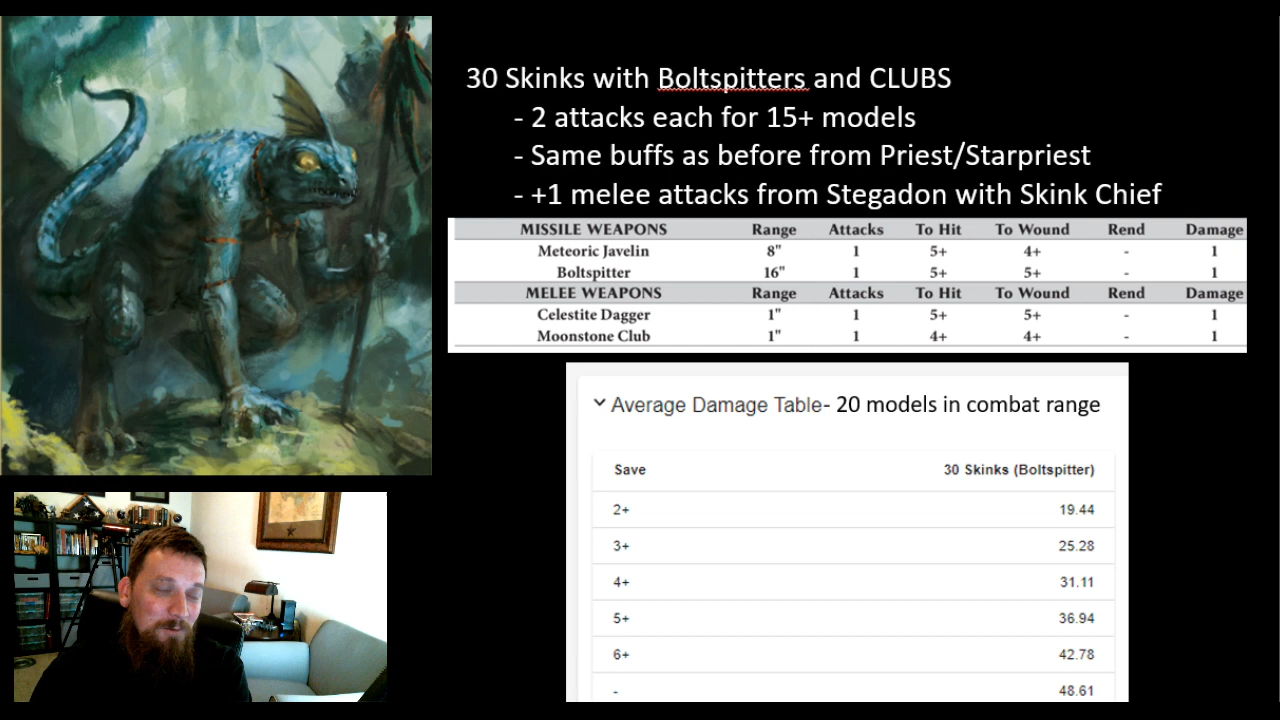 30 Skinks with Boltspitters and CLUBS
- 2 attacks each for 15+ models
- Same buffs as before from Priest/Starpriest
- +1 melee attacks from Stegadon with Skink Chief
MISSILE WEAPONS Range Attacks To Hit To Wound Rend Damage
Meteoric Javelin 8" 1 5+ 4+ - 1
Boltspitter 16" 1 5+ 5+ - 1
MELEE WEAPONS Range Attacks To Hit To Wound Rend Damage
Celestite Dagger 1" 1 5+ 5+ - 1
Moonstone Club 1" 1 4+ 4+ - 1
Average Damage Table- 20 models in combat range
Save 30 Skinks (Boltspitter)
2+ 19.44
3+ 25.28
4+ 31.11
5+ 36.94
6+ 42.78
- 48.61